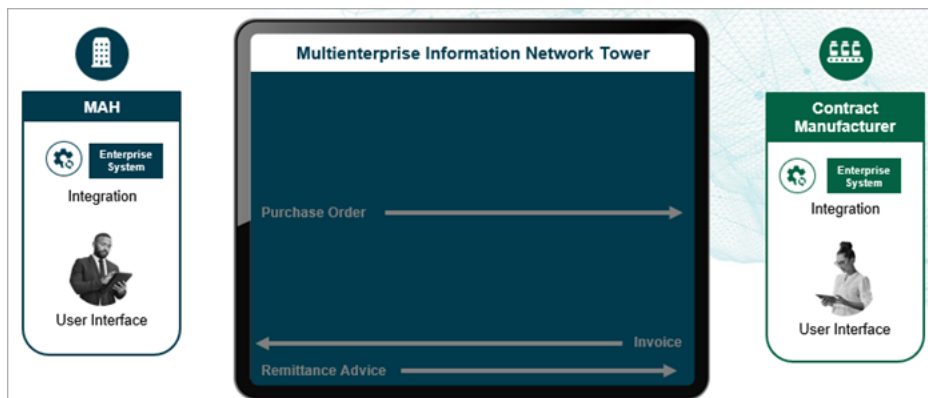 Multienterprise Information Network Tower
MAH
Enterprise
System
Integration
User Interface
Purchase Order
Invoice
Remittance Advice
Contract
Manufacturer
Enterprise
System
Integration
User Interface